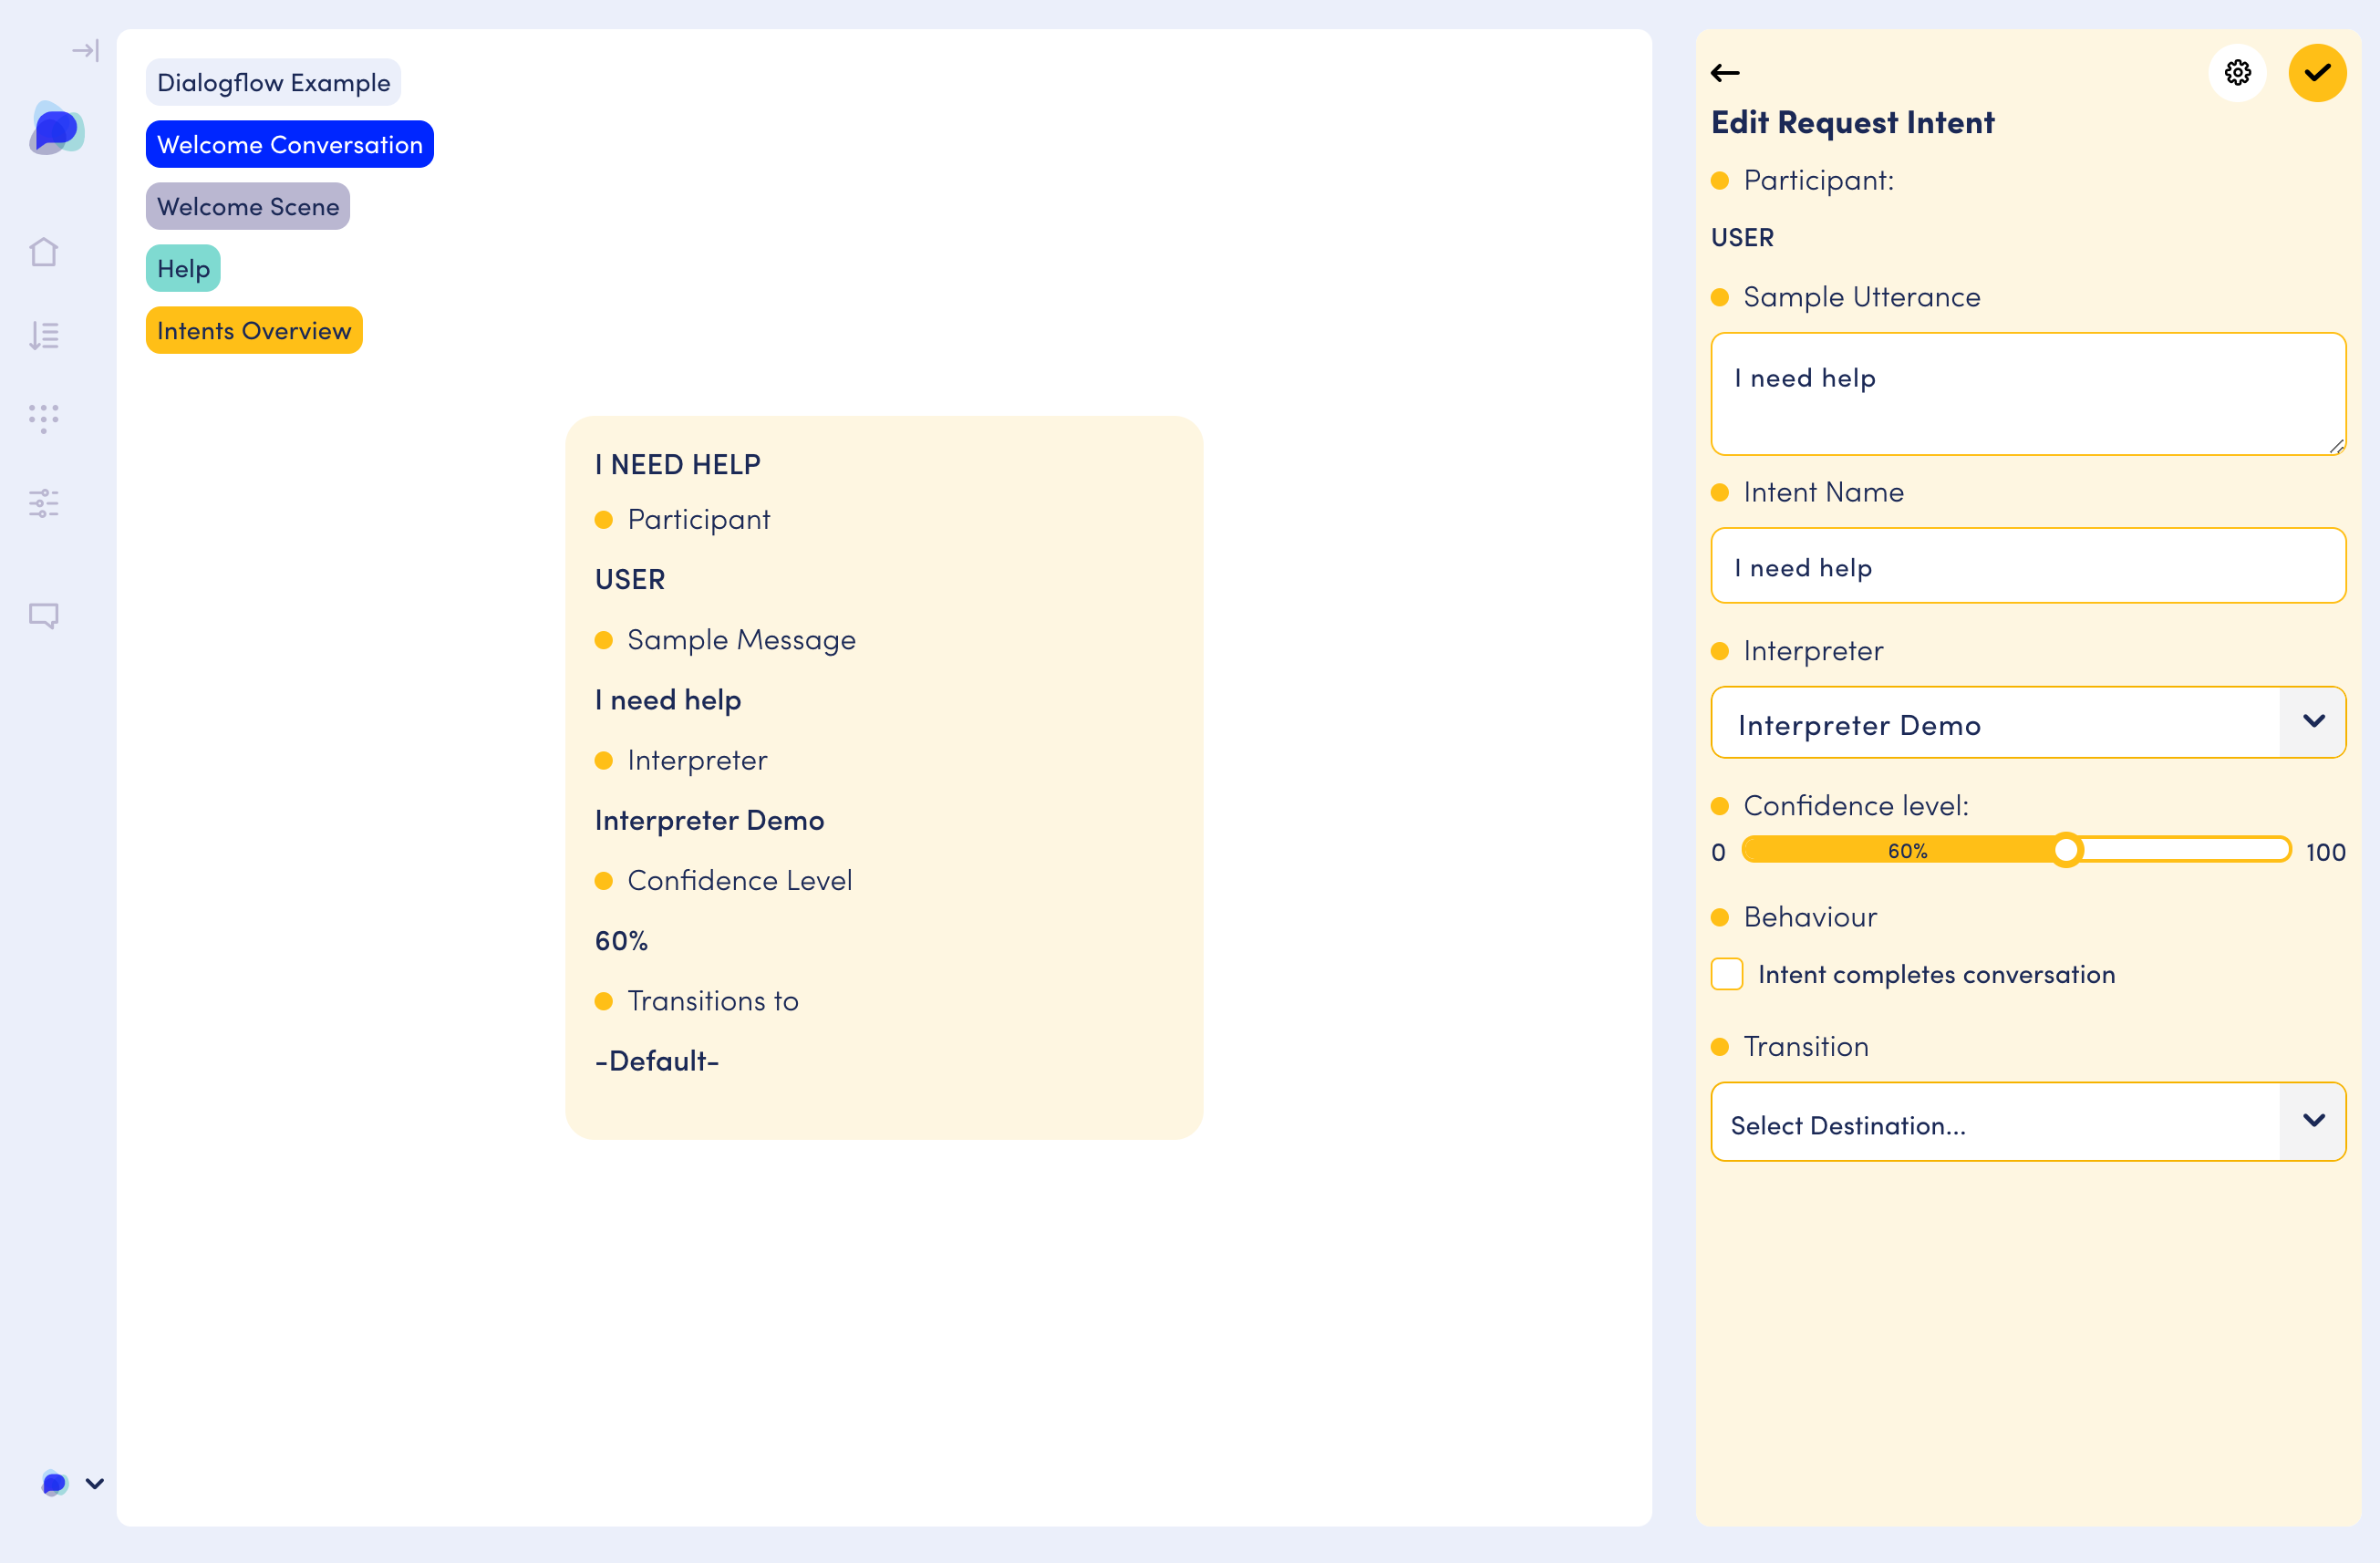 Dialogflow Example
Welcome Conversation
Welcome Scene
Help
Intents Overview
I NEED HELP
Participant
USER
Sample Message
I need help
Interpreter
Interpreter Demo
Confidence Level
60%
Transitions to
-Default-
Edit Request Intent
Participant:
USER
Sample Utterance
I need help
Intent Name
I need help
Interpreter
Interpreter Demo
Confidence level:
0 60% 100
Behaviour
Intent completes conversation
Transition
Select Destination...